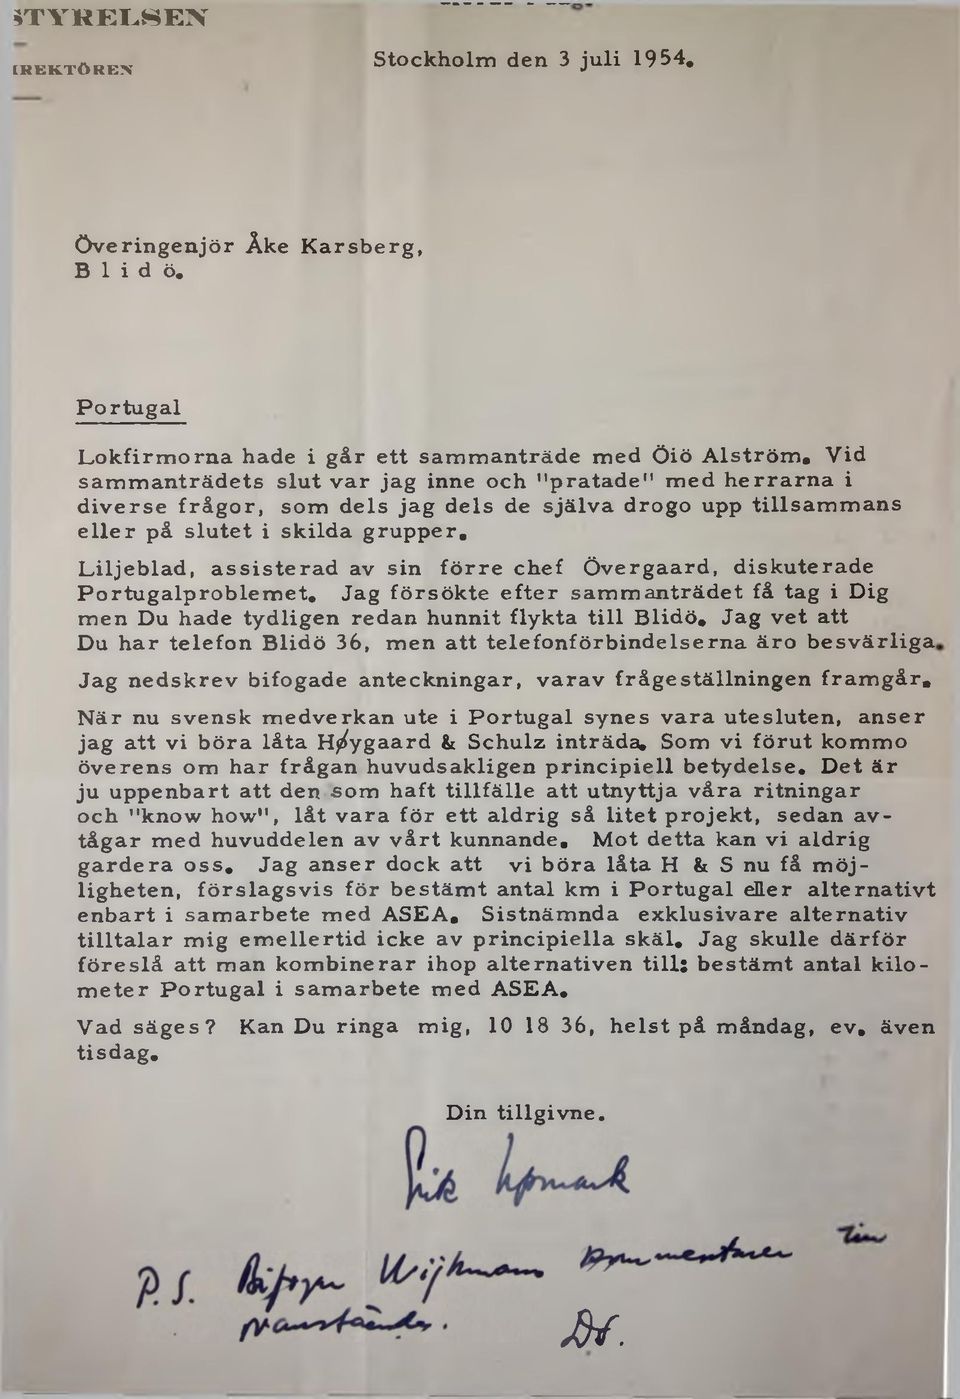 STYRELSEN
IREKTÖREN
Stockholm den 3 juli 1954.
Överingenjör Åke Karsberg,
B l i d ö.
Portugal
Lokfirmorna hade i går ett sammanträde med Öiö Alström. Vid
sammanträdets slut var jag inne och "pratade" med herrarna i
diverse frågor, som dels jag dels de själva drogo upp tillsammans
eller på slutet i skilda grupper.
Liljeblad, assisterad av sin förre chef Övergaard, diskuterade
Portugalproblemet. Jag försökte efter sammanträdet få tag i Dig
men Du hade tydligen redan hunnit flykta till Blidö. Jag vet att
Du har telefon Blidö 36, men att telefonförbindelserna äro besvärliga.
Jag nedskrev bifogade anteckningar, varav frågeställningen framgår.
När nu svensk medverkan ute i Portugal synes vara utesluten, anser
jag att vi böra låta Høygaard & Schulz inträda. Som vi förut kommo
överens om har frågan huvudsakligen principiell betydelse. Det är
ju uppenbart att den som haft tillfälle att utnyttja våra ritningar
och "know how", låt vara för ett aldrig så litet projekt, sedan av-
tågar med huvuddelen av vårt kunnande. Mot detta kan vi aldrig
gardera oss. Jag anser dock att vi böra låta H & S nu få möj-
ligheten, förslagsvis för bestämt antal km i Portugal eller alternativt
enbart i samarbete med ASEA. Sistnämnda exklusivare alternativ
tilltalar mig emellertid icke av principiella skäl. Jag skulle därför
föreslå att man kombinerar ihop alternativen till: bestämt antal kilo-
meter Portugal i samarbete med ASEA.
Vad säges? Kan Du ringa mig, 10 18 36, helst på måndag, ev. även
tisdag.
Din tillgivne.
Erik Upmark
P.S. Bifogar Wijkmans kommentarer
DS.